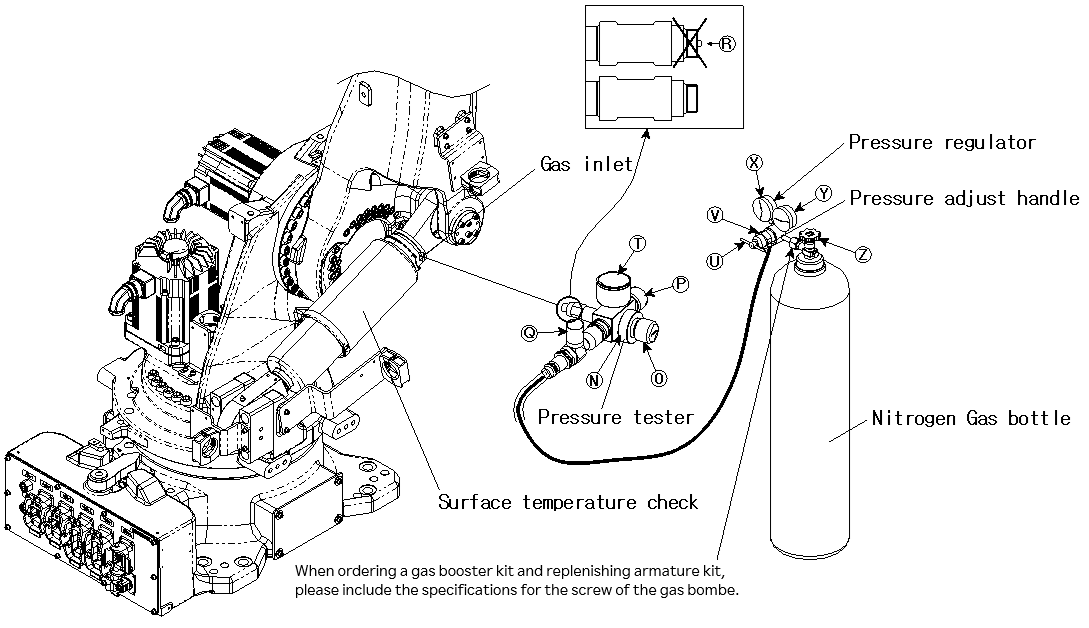 R
Gas inlet
Pressure regulator
X
Y
Pressure adjust handle
V
T
U
Z
P
Q
N
O
Pressure tester
Nitrogen Gas bottle
Surface temperature check
When ordering a gas booster kit and replenishing armature kit,
please include the specifications for the screw of the gas bombe.